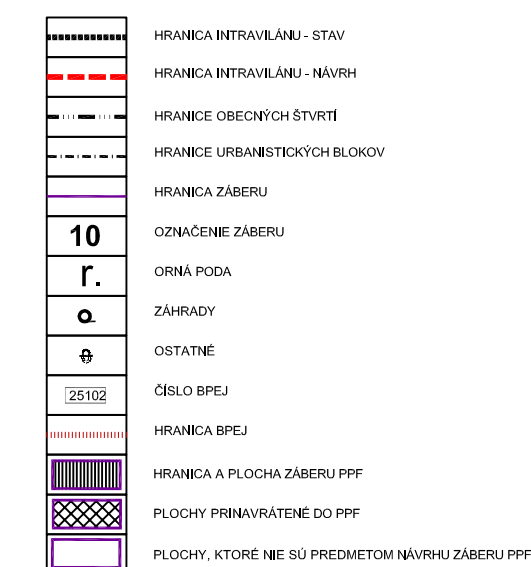 HRANICA INTRAVILÁNU - STAV
HRANICA INTRAVILÁNU - NÁVRH
HRANICE OBECNÝCH ŠTVRTÍ
HRANICE URBANISTICKÝCH BLOKOV
HRANICA ZÁBERU
10 OZNAČENIE ZÁBERU
r. ORNÁ PODA
ZÁHRADY
OSTATNÉ
25102 ČÍSLO BPEJ
HRANICA BPEJ
HRANICA A PLOCHA ZÁBERU PPF
PLOCHY PRINAVRÁTENÉ DO PPF
PLOCHY, KTORÉ NIE SÚ PREDMETOM NÁVRHU ZÁBERU PPF